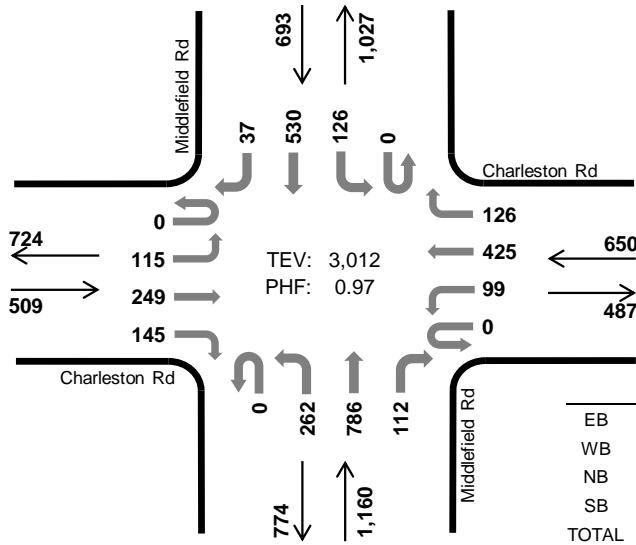 693
1,027
Middlefield Rd
37
530
126
0
Charleston Rd
0
126
724
115
TEV: 3,012
425
650
509
249
PHF: 0.97
99
487
145
0
Charleston Rd
0
262
786
112
Middlefield Rd
774
1,160
EB
WB
NB
SB
TOTAL